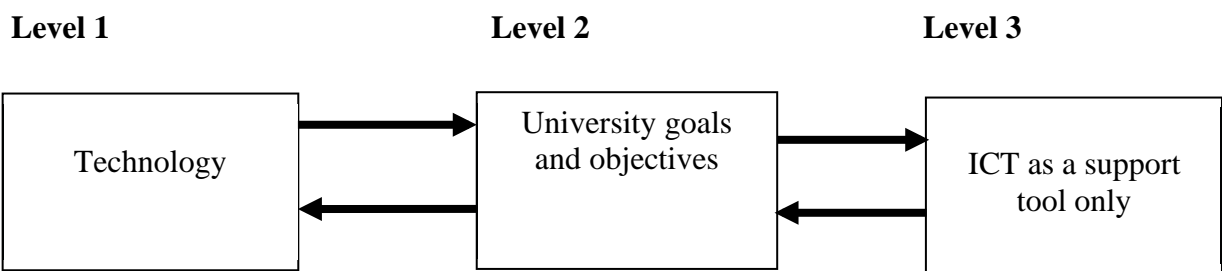 Level 1
Level 2
Level 3
Technology
University goals
and objectives
ICT as a support
tool only